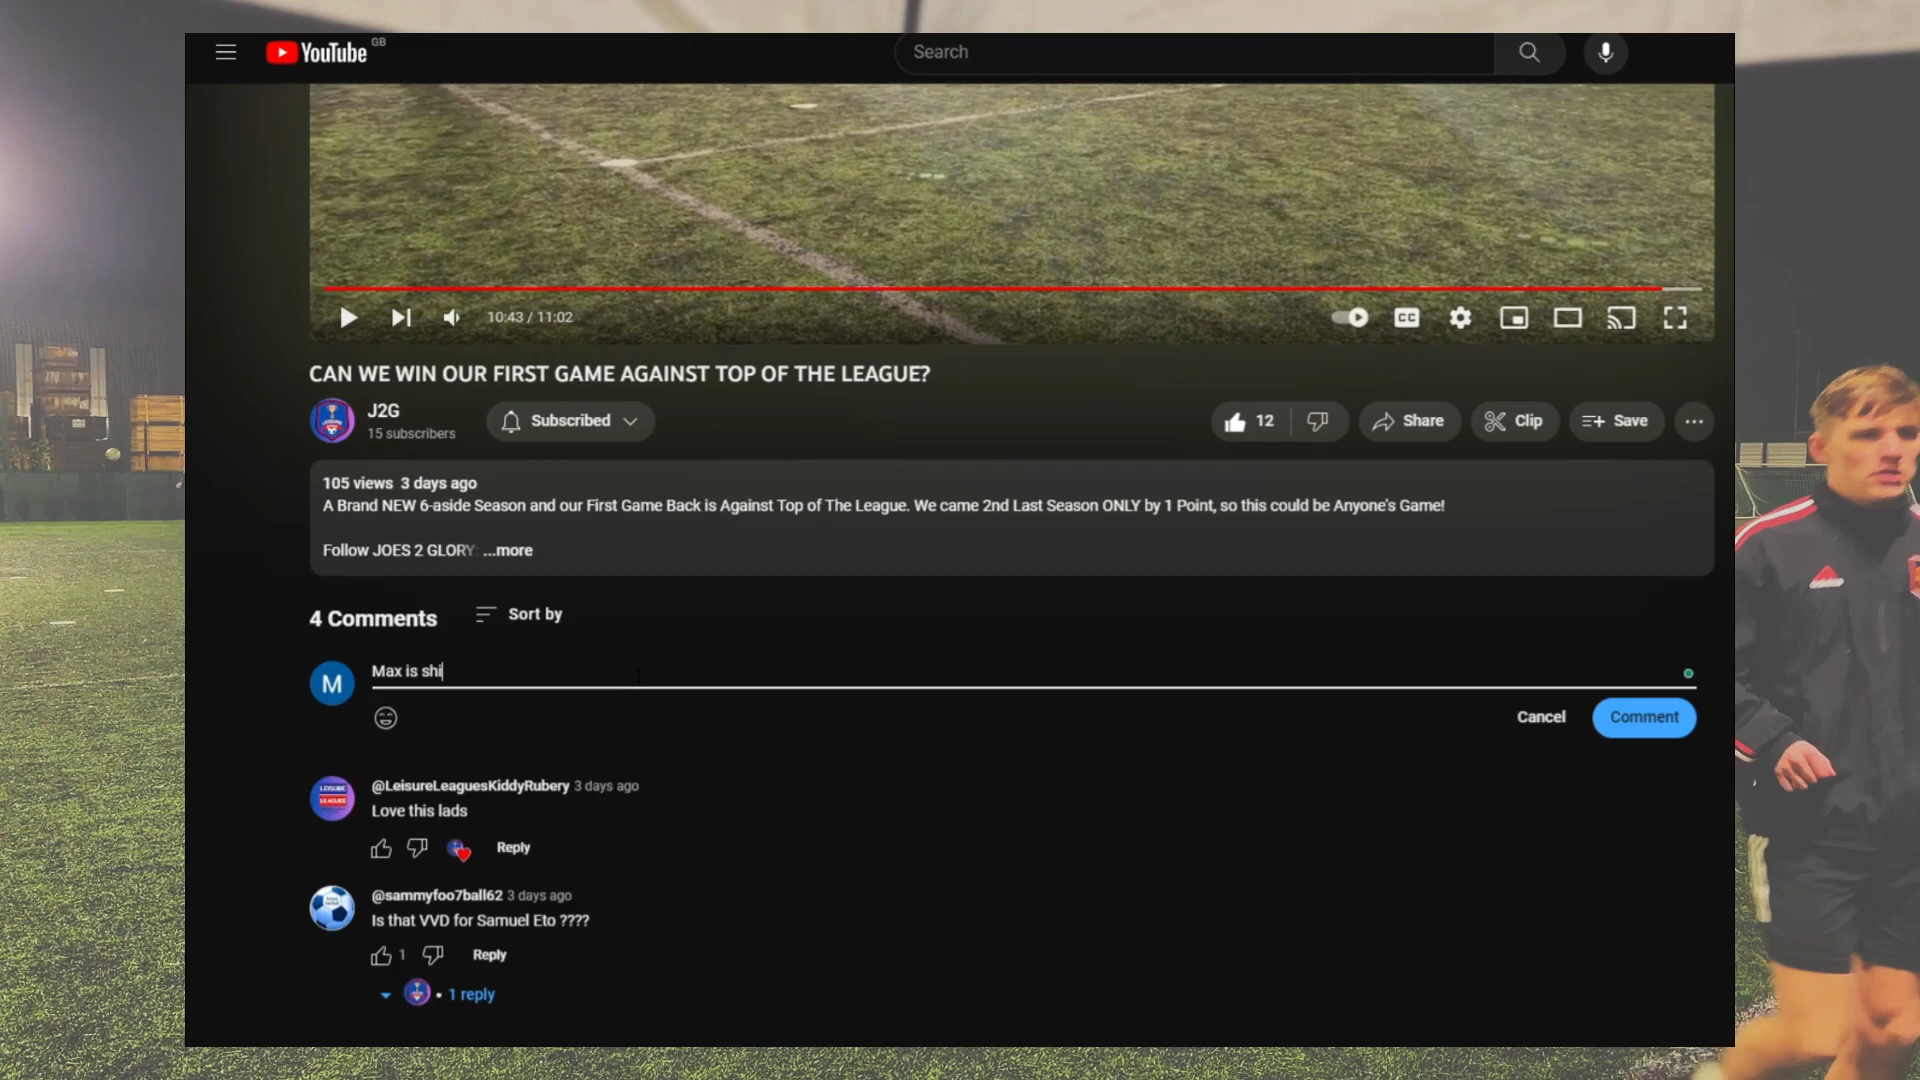 YouTube GB
Search
10:43 / 11:02
CC
CAN WE WIN OUR FIRST GAME AGAINST TOP OF THE LEAGUE?
J2G
15 subscribers
Subscribed
12
Share
Clip
Save
105 views 3 days ago
A Brand NEW 6-aside Season and our First Game Back is Against Top of The League. We came 2nd Last Season ONLY by 1 Point, so this could be Anyone's Game!
Follow JOES 2 GLORY: ...more
4 Comments
Sort by
M
Max is shi
Cancel
Comment
LEISURE
LEAGUES
@LeisureLeaguesKiddyRubery 3 days ago
Love this lads
Reply
@sammyfoo7ball62 3 days ago
Is that VVD for Samuel Eto ????
1
Reply
• 1 reply